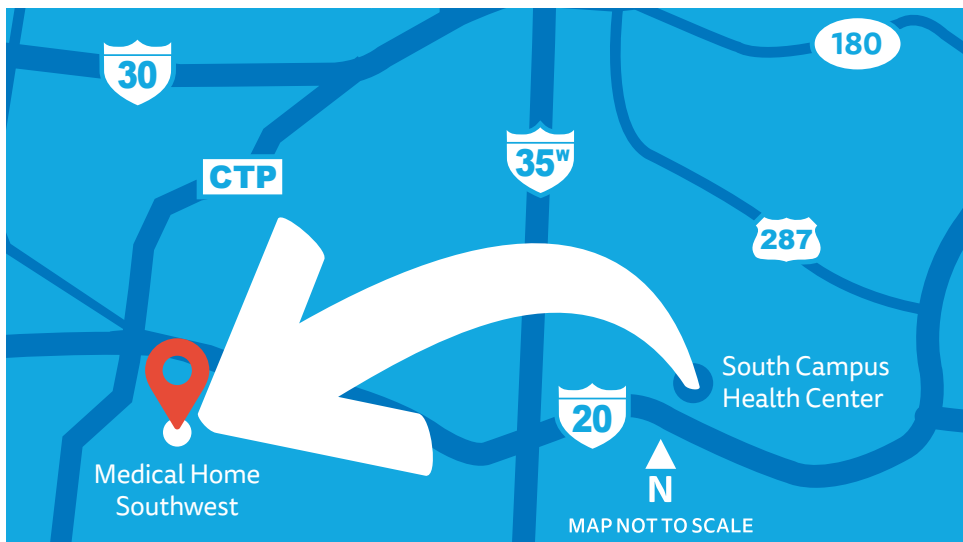 180
30
35W
CTP
287
South Campus
Health Center
20
Medical Home
Southwest
N
MAP NOT TO SCALE